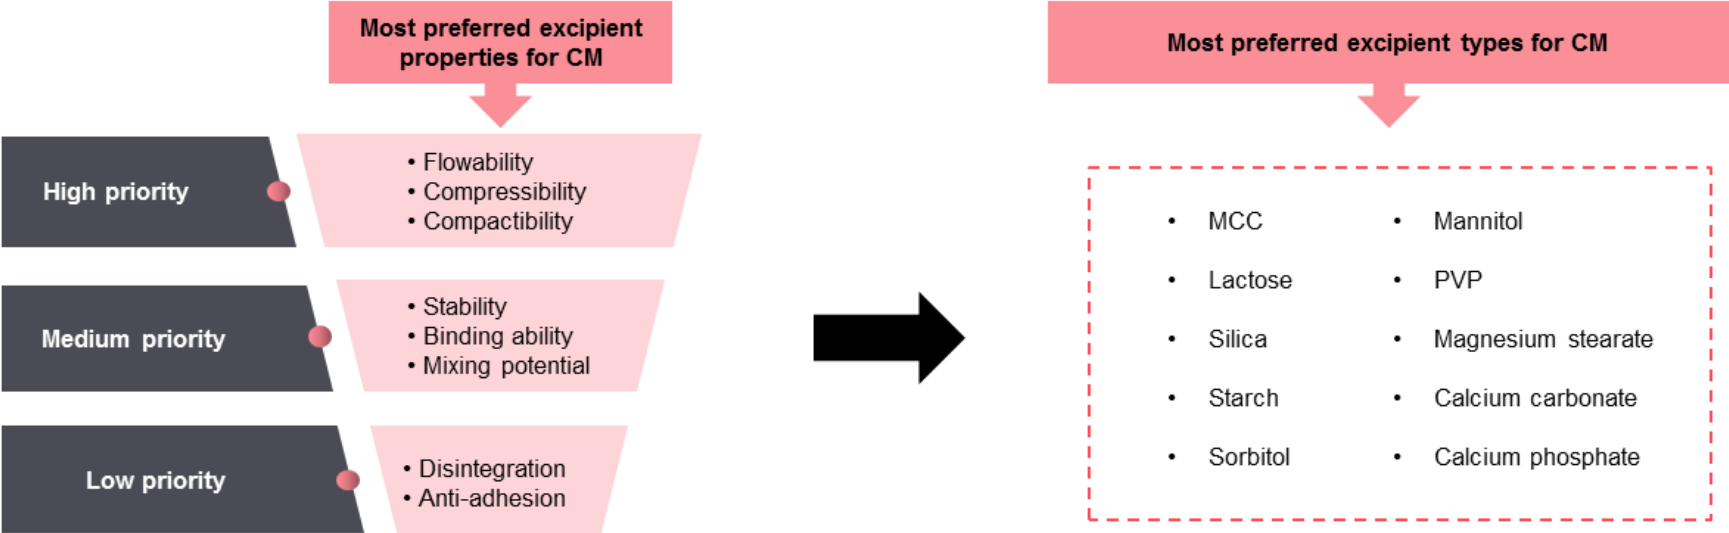 Most preferred excipient
properties for CM
High priority
• Flowability
• Compressibility
• Compactibility
Medium priority
• Stability
• Binding ability
• Mixing potential
Low priority
• Disintegration
• Anti-adhesion
Most preferred excipient types for CM
• MCC
• Lactose
• Silica
• Starch
• Sorbitol
• Mannitol
• PVP
• Magnesium stearate
• Calcium carbonate
• Calcium phosphate